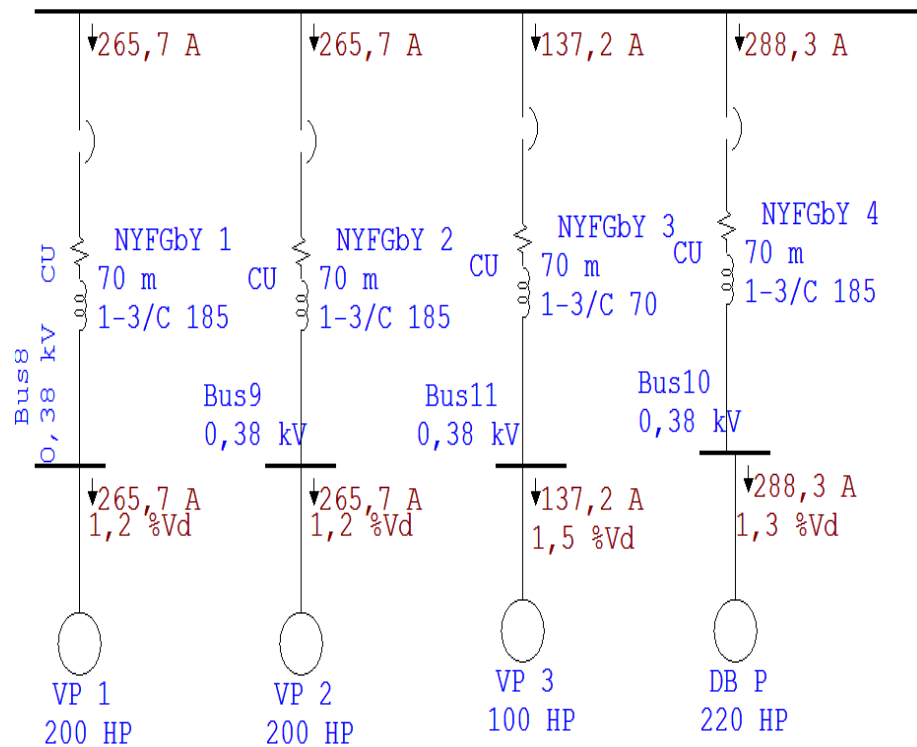 265,7 A
265,7 A
137,2 A
288,3 A
NYFGbY 1
CU
70 m
1-3/C 185
NYFGbY 2
CU
70 m
1-3/C 185
NYFGbY 3
CU
70 m
1-3/C 70
NYFGbY 4
CU
70 m
1-3/C 185
Bus8
0,38 kV
Bus9
0,38 kV
Bus11
0,38 kV
Bus10
0,38 kV
265,7 A
1,2 %Vd
265,7 A
1,2 %Vd
137,2 A
1,5 %Vd
288,3 A
1,3 %Vd
VP 1
200 HP
VP 2
200 HP
VP 3
100 HP
DB P
220 HP